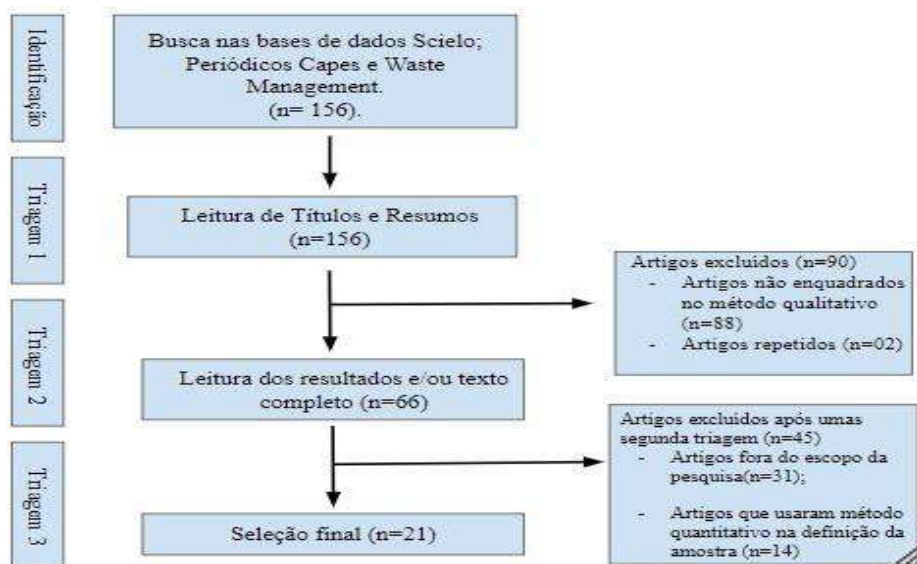 Identificação
Busca nas bases de dados Scielo;
Periódicos Capes e Waste
Management.
(n= 156).
Triagem 1
Leitura de Títulos e Resumos
(n=156)
Artigos excluídos (n=90)
- Artigos não enquadrados
no método qualitativo
(n=88)
- Artigos repetidos (n=02)
Triagem 2
Leitura dos resultados e/ou texto
completo (n=66)
Artigos excluídos após umas
segunda triagem (n=45)
- Artigos fora do escopo da
pesquisa(n=31);
- Artigos que usaram método
quantitativo na definição da
amostra (n=14)
Triagem 3
Seleção final (n=21)